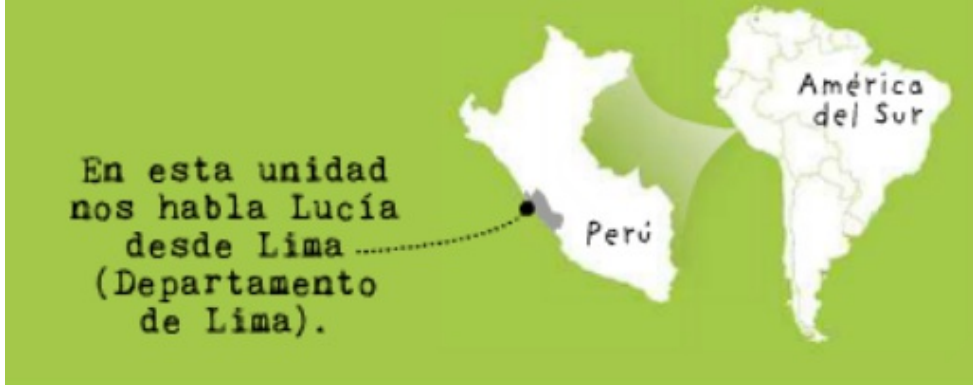 En esta unidad
nos habla Lucía
desde Lima
(Departamento
de Lima).
Perú
América
del Sur